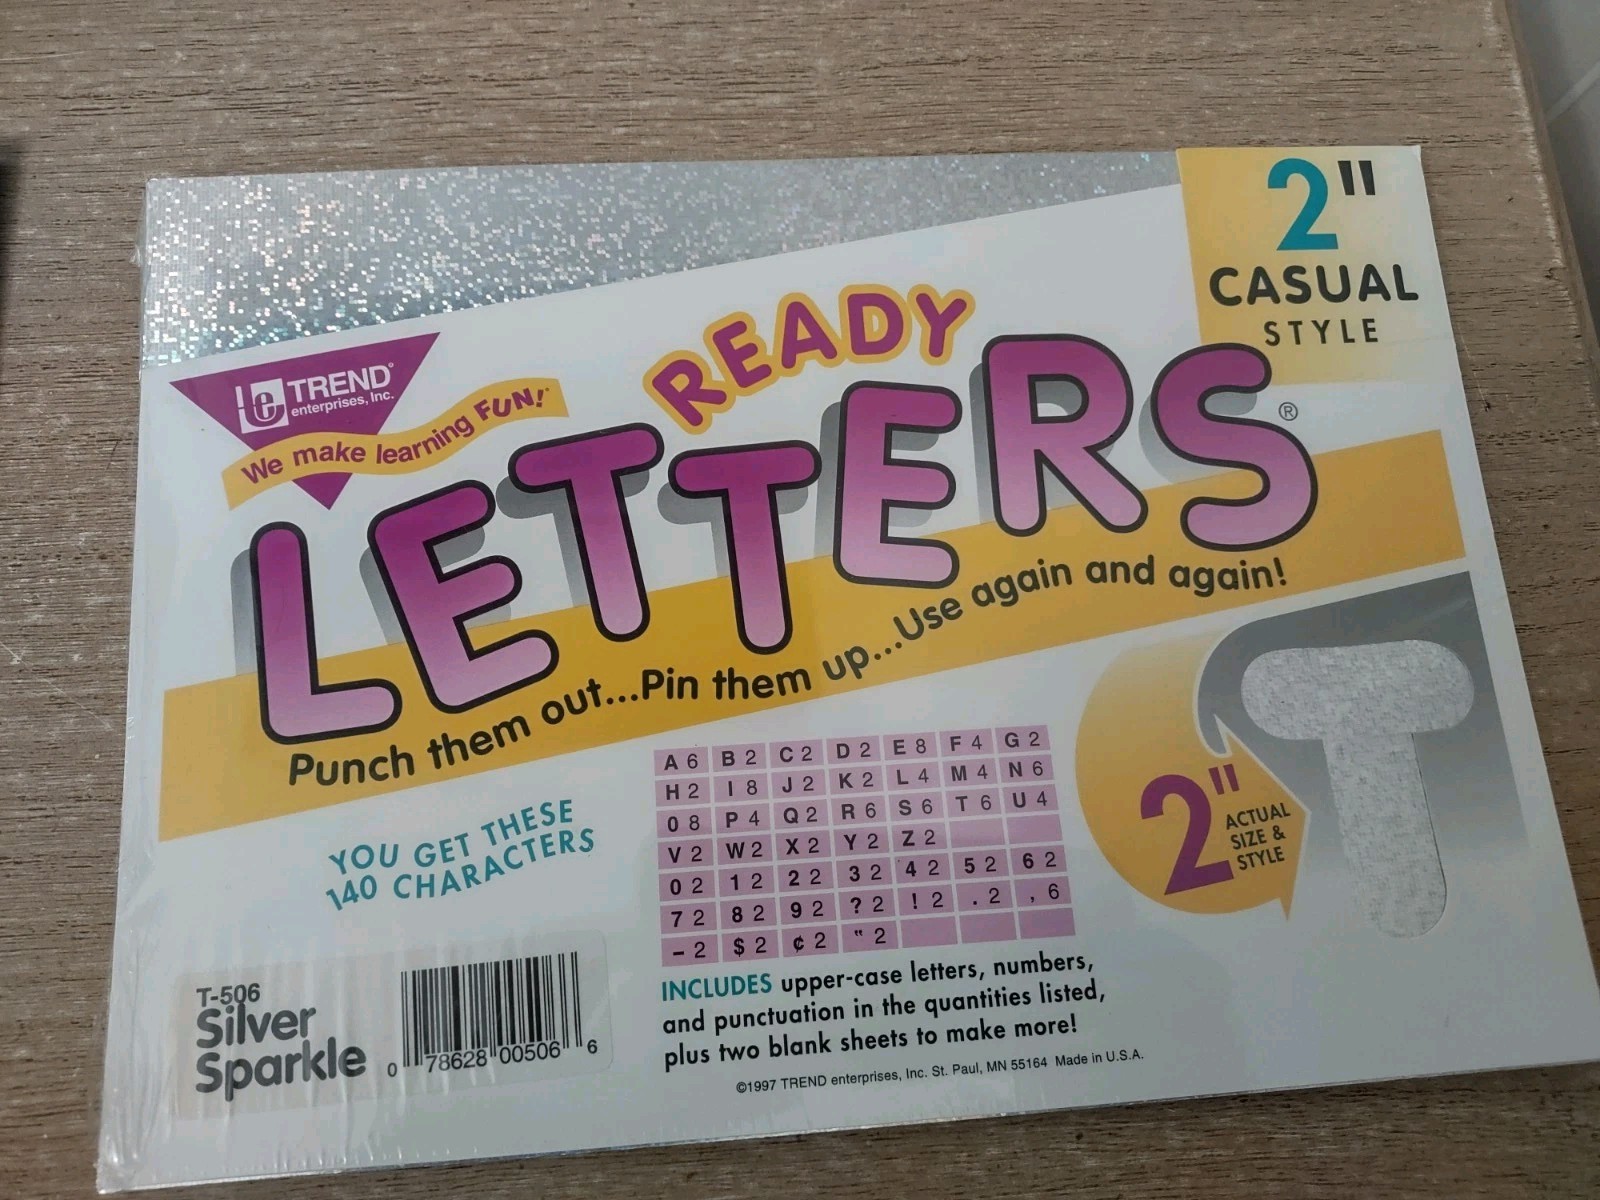 2"
CASUAL
STYLE
TREND®
enterprises, Inc.
We make learning FUN!®
READY
LETTERS®
Punch them out...Pin them up...Use again and again!
YOU GET THESE
140 CHARACTERS
A 6 B 2 C 2 D 2 E 8 F 4 G 2
H 2 I 8 J 2 K 2 L 4 M 4 N 6
O 8 P 4 Q 2 R 6 S 6 T 6 U 4
V 2 W 2 X 2 Y 2 Z 2
0 2 1 2 2 2 3 2 4 2 5 2 6 2
7 2 8 2 9 2 ? 2 ! 2 . 2 , 6
– 2 $ 2 ¢ 2 " 2
2"
ACTUAL
SIZE &
STYLE
T-506
Silver
Sparkle
0 78628 00506 6
INCLUDES upper-case letters, numbers,
and punctuation in the quantities listed,
plus two blank sheets to make more!
©1997 TREND enterprises, Inc. St. Paul, MN 55164 Made in U.S.A.